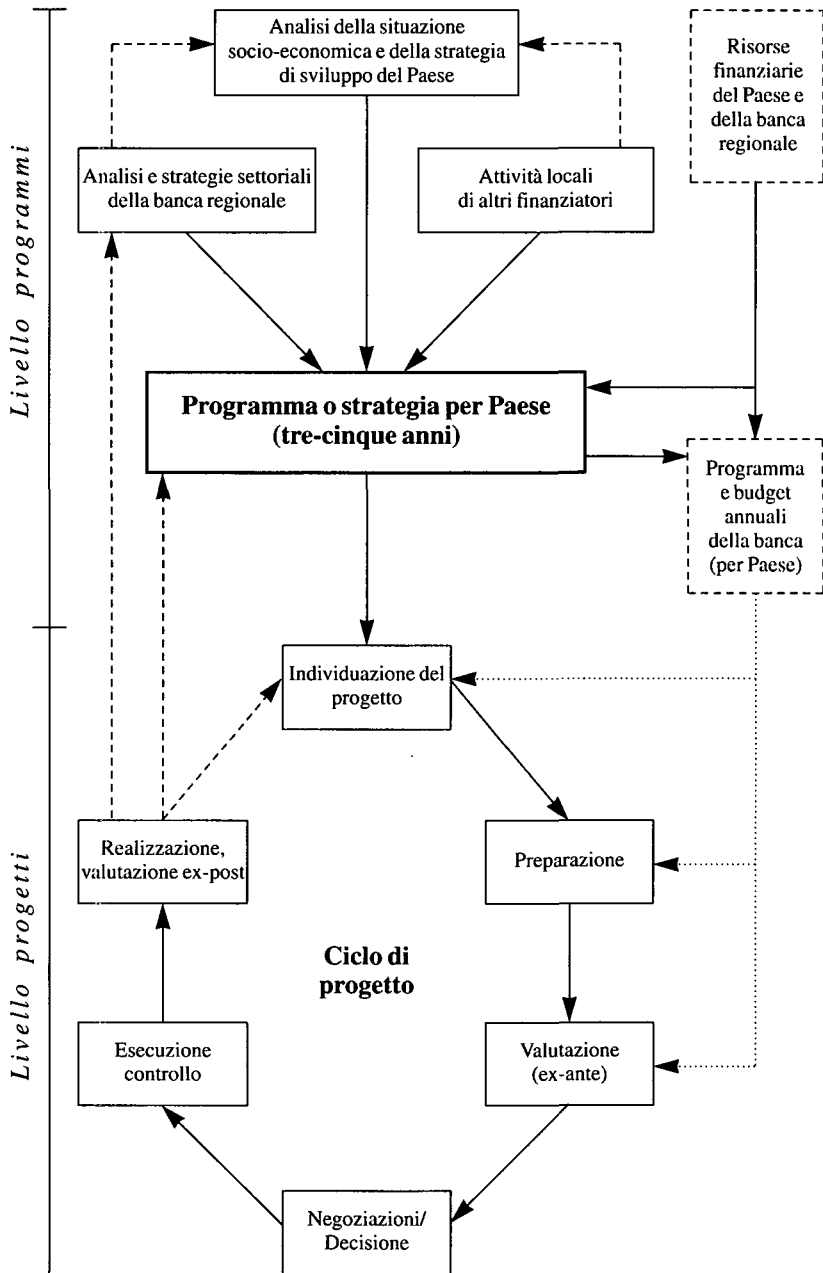 Analisi della situazione
socio-economica e della strategia
di sviluppo del Paese
Risorse
finanziarie
del Paese e
della banca
regionale
Analisi e strategie settoriali
della banca regionale
Attività locali
di altri finanziatori
Livello programmi
Programma o strategia per Paese
(tre-cinque anni)
Programma
e budget
annuali
della banca
(per Paese)
Individuazione del
progetto
Realizzazione,
valutazione ex-post
Preparazione
Livello progetti
Ciclo di
progetto
Esecuzione
controllo
Valutazione
(ex-ante)
Negoziazioni/
Decisione